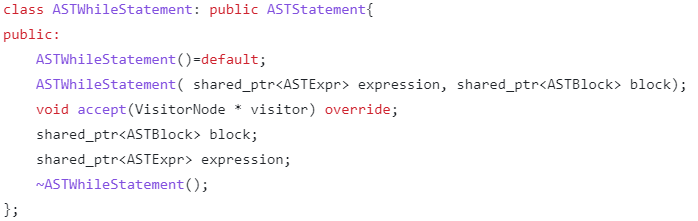 class ASTWhileStatement: public ASTStatement{
public:
    ASTWhileStatement()=default;
    ASTWhileStatement( shared_ptr<ASTExpr> expression, shared_ptr<ASTBlock> block);
    void accept(VisitorNode * visitor) override;
    shared_ptr<ASTBlock> block;
    shared_ptr<ASTExpr> expression;
    ~ASTWhileStatement();
};